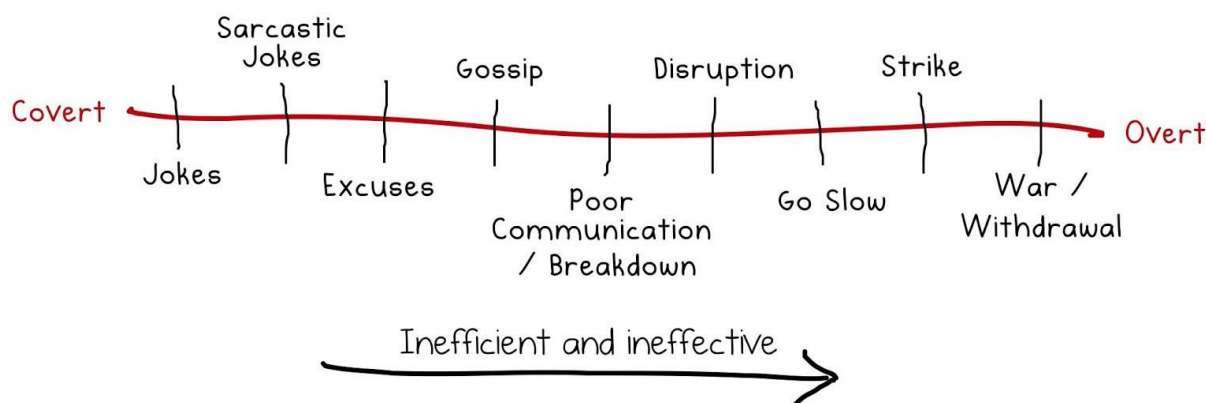 Sarcastic
Jokes
Gossip
Disruption
Strike
Covert
Overt
Jokes
Excuses
Poor
Communication
/ Breakdown
Go Slow
War /
Withdrawal
Inefficient and ineffective